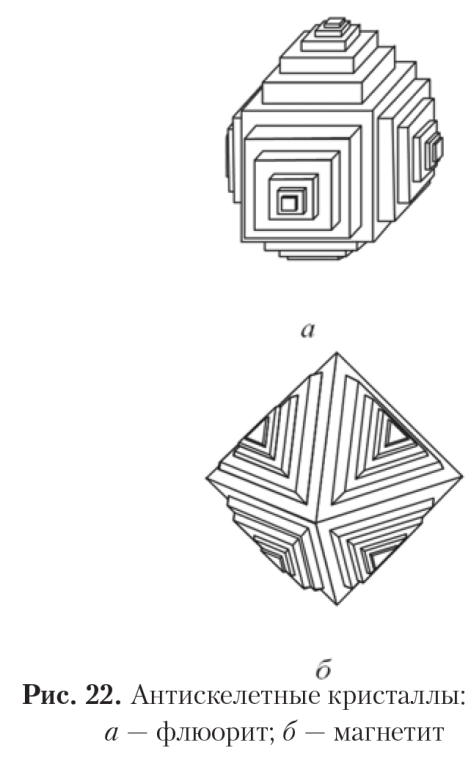 а
б
Рис. 22. Антискелетные кристаллы:
а — флюорит; б — магнетит